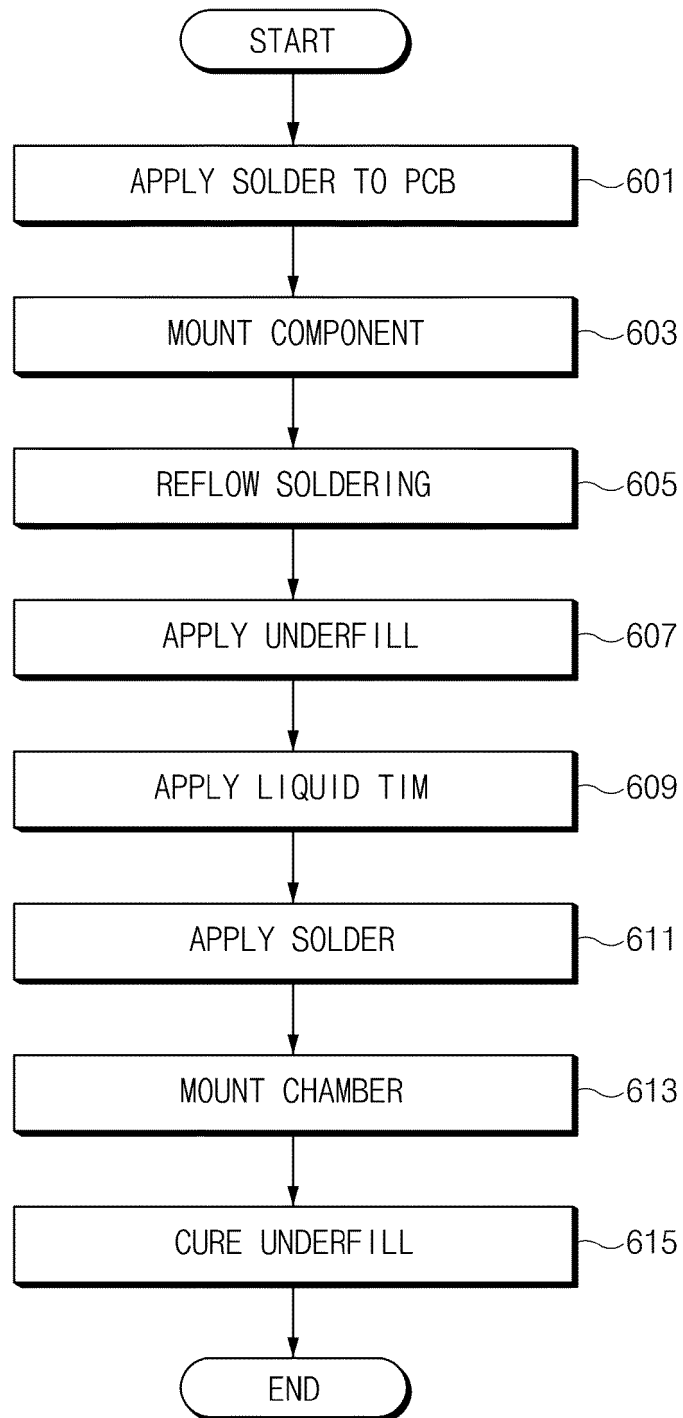 START
APPLY SOLDER TO PCB
601
MOUNT COMPONENT
603
REFLOW SOLDERING
605
APPLY UNDERFILL
607
APPLY LIQUID TIM
609
APPLY SOLDER
611
MOUNT CHAMBER
613
CURE UNDERFILL
615
END